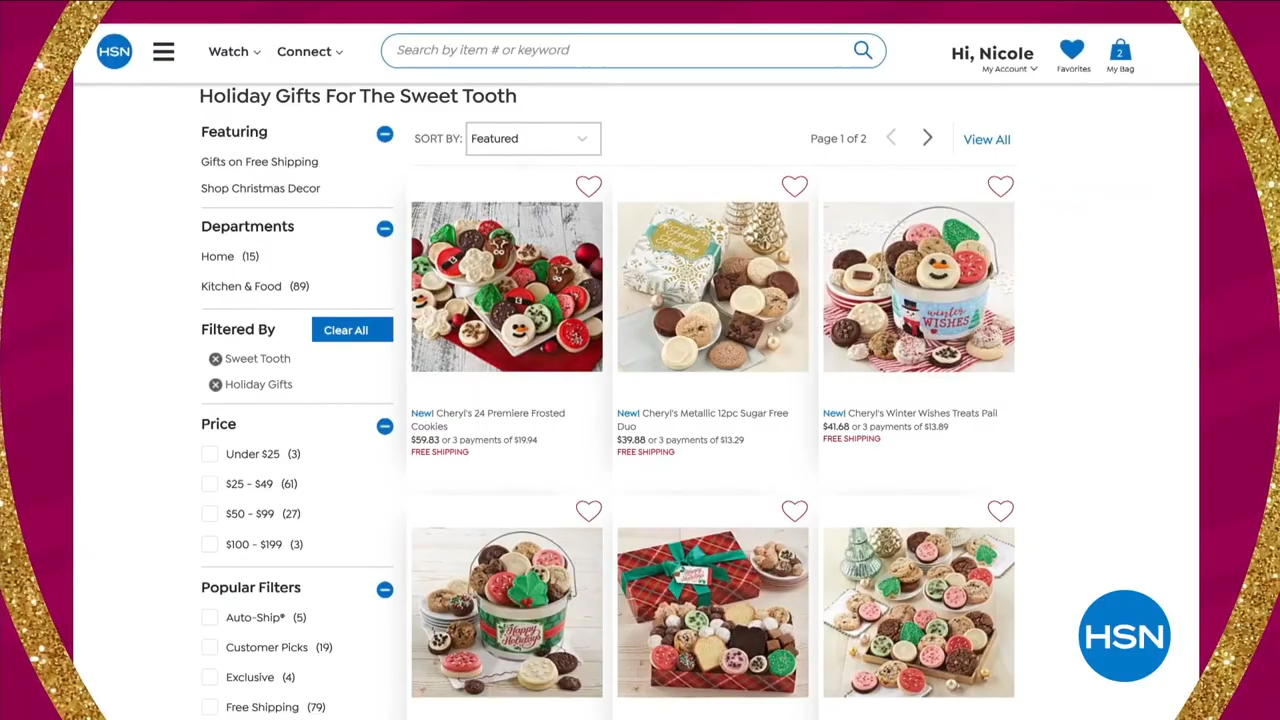 HSN
Watch
Connect
Search by item # or keyword
Hi, Nicole
My Account
Favorites
2
My Bag
Holiday Gifts For The Sweet Tooth
Featuring
Gifts on Free Shipping
Shop Christmas Decor
Departments
Home (15)
Kitchen & Food (89)
Filtered By
Clear All
Sweet Tooth
Holiday Gifts
Price
Under $25 (3)
$25 - $49 (61)
$50 - $99 (27)
$100 - $199 (3)
Popular Filters
Auto-Ship® (5)
Customer Picks (19)
Exclusive (4)
Free Shipping (79)
SORT BY: Featured
Page 1 of 2
View All
New! Cheryl's 24 Premiere Frosted
Cookies
$59.83 or 3 payments of $19.94
FREE SHIPPING
New! Cheryl's Metallic 12pc Sugar Free
Duo
$39.88 or 3 payments of $13.29
FREE SHIPPING
winter
WISHES
New! Cheryl's Winter Wishes Treats Pail
$41.68 or 3 payments of $13.89
FREE SHIPPING
Happy
Holidays
HSN